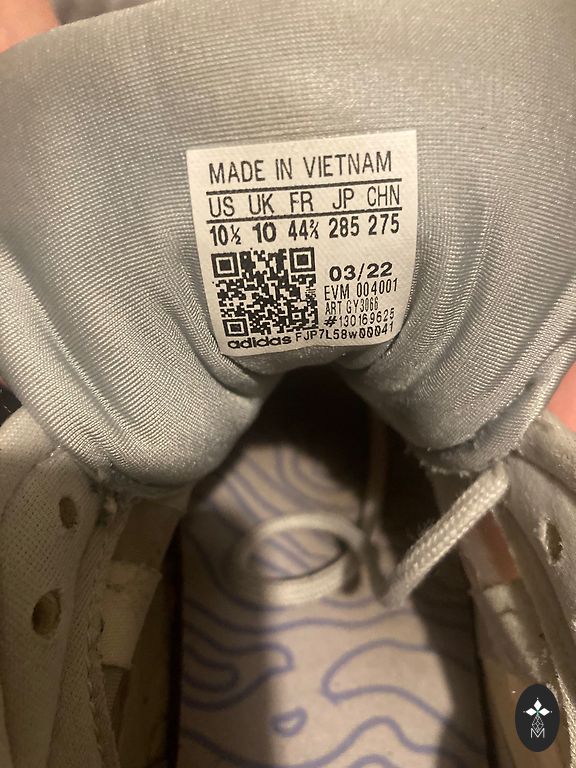 MADE IN VIETNAM
US UK FR JP CHN
10½ 10 44⅔ 285 275
03/22
EVM 004001
ART GY3066
#130169625
adidas FJP7L58W00041
M